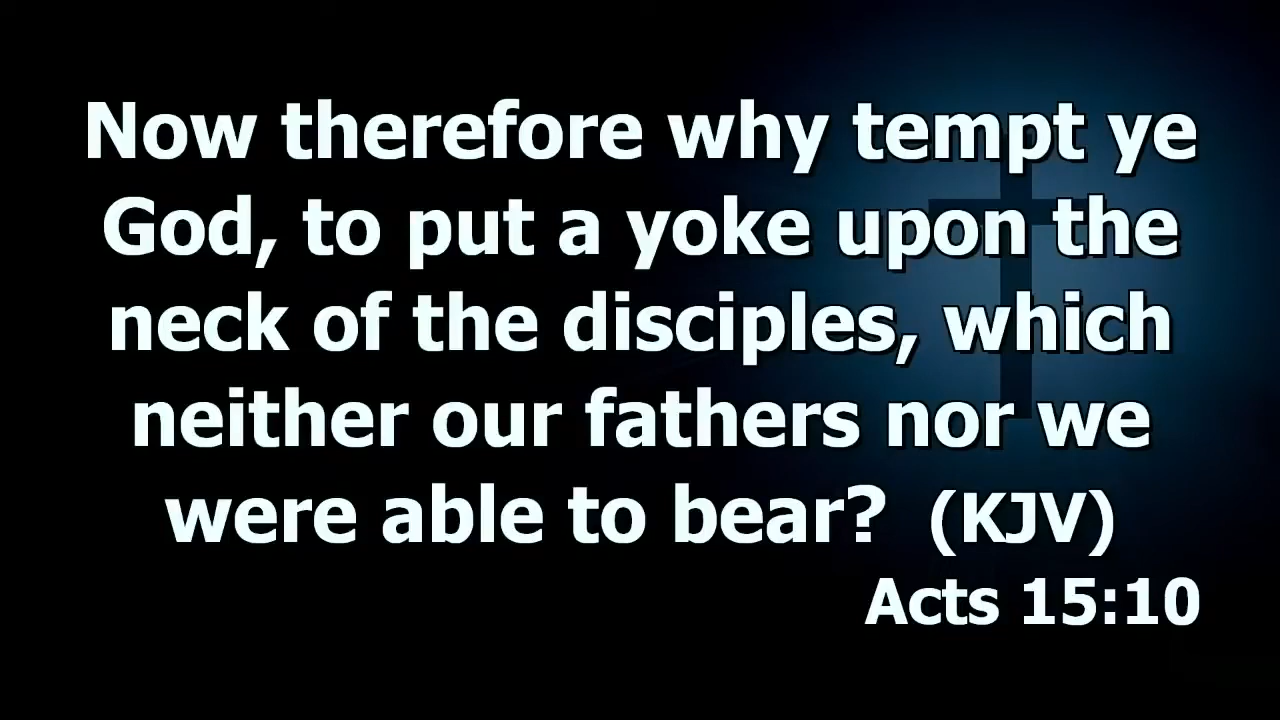 Now therefore why tempt ye
God, to put a yoke upon the
neck of the disciples, which
neither our fathers nor we
were able to bear? (KJV)
Acts 15:10